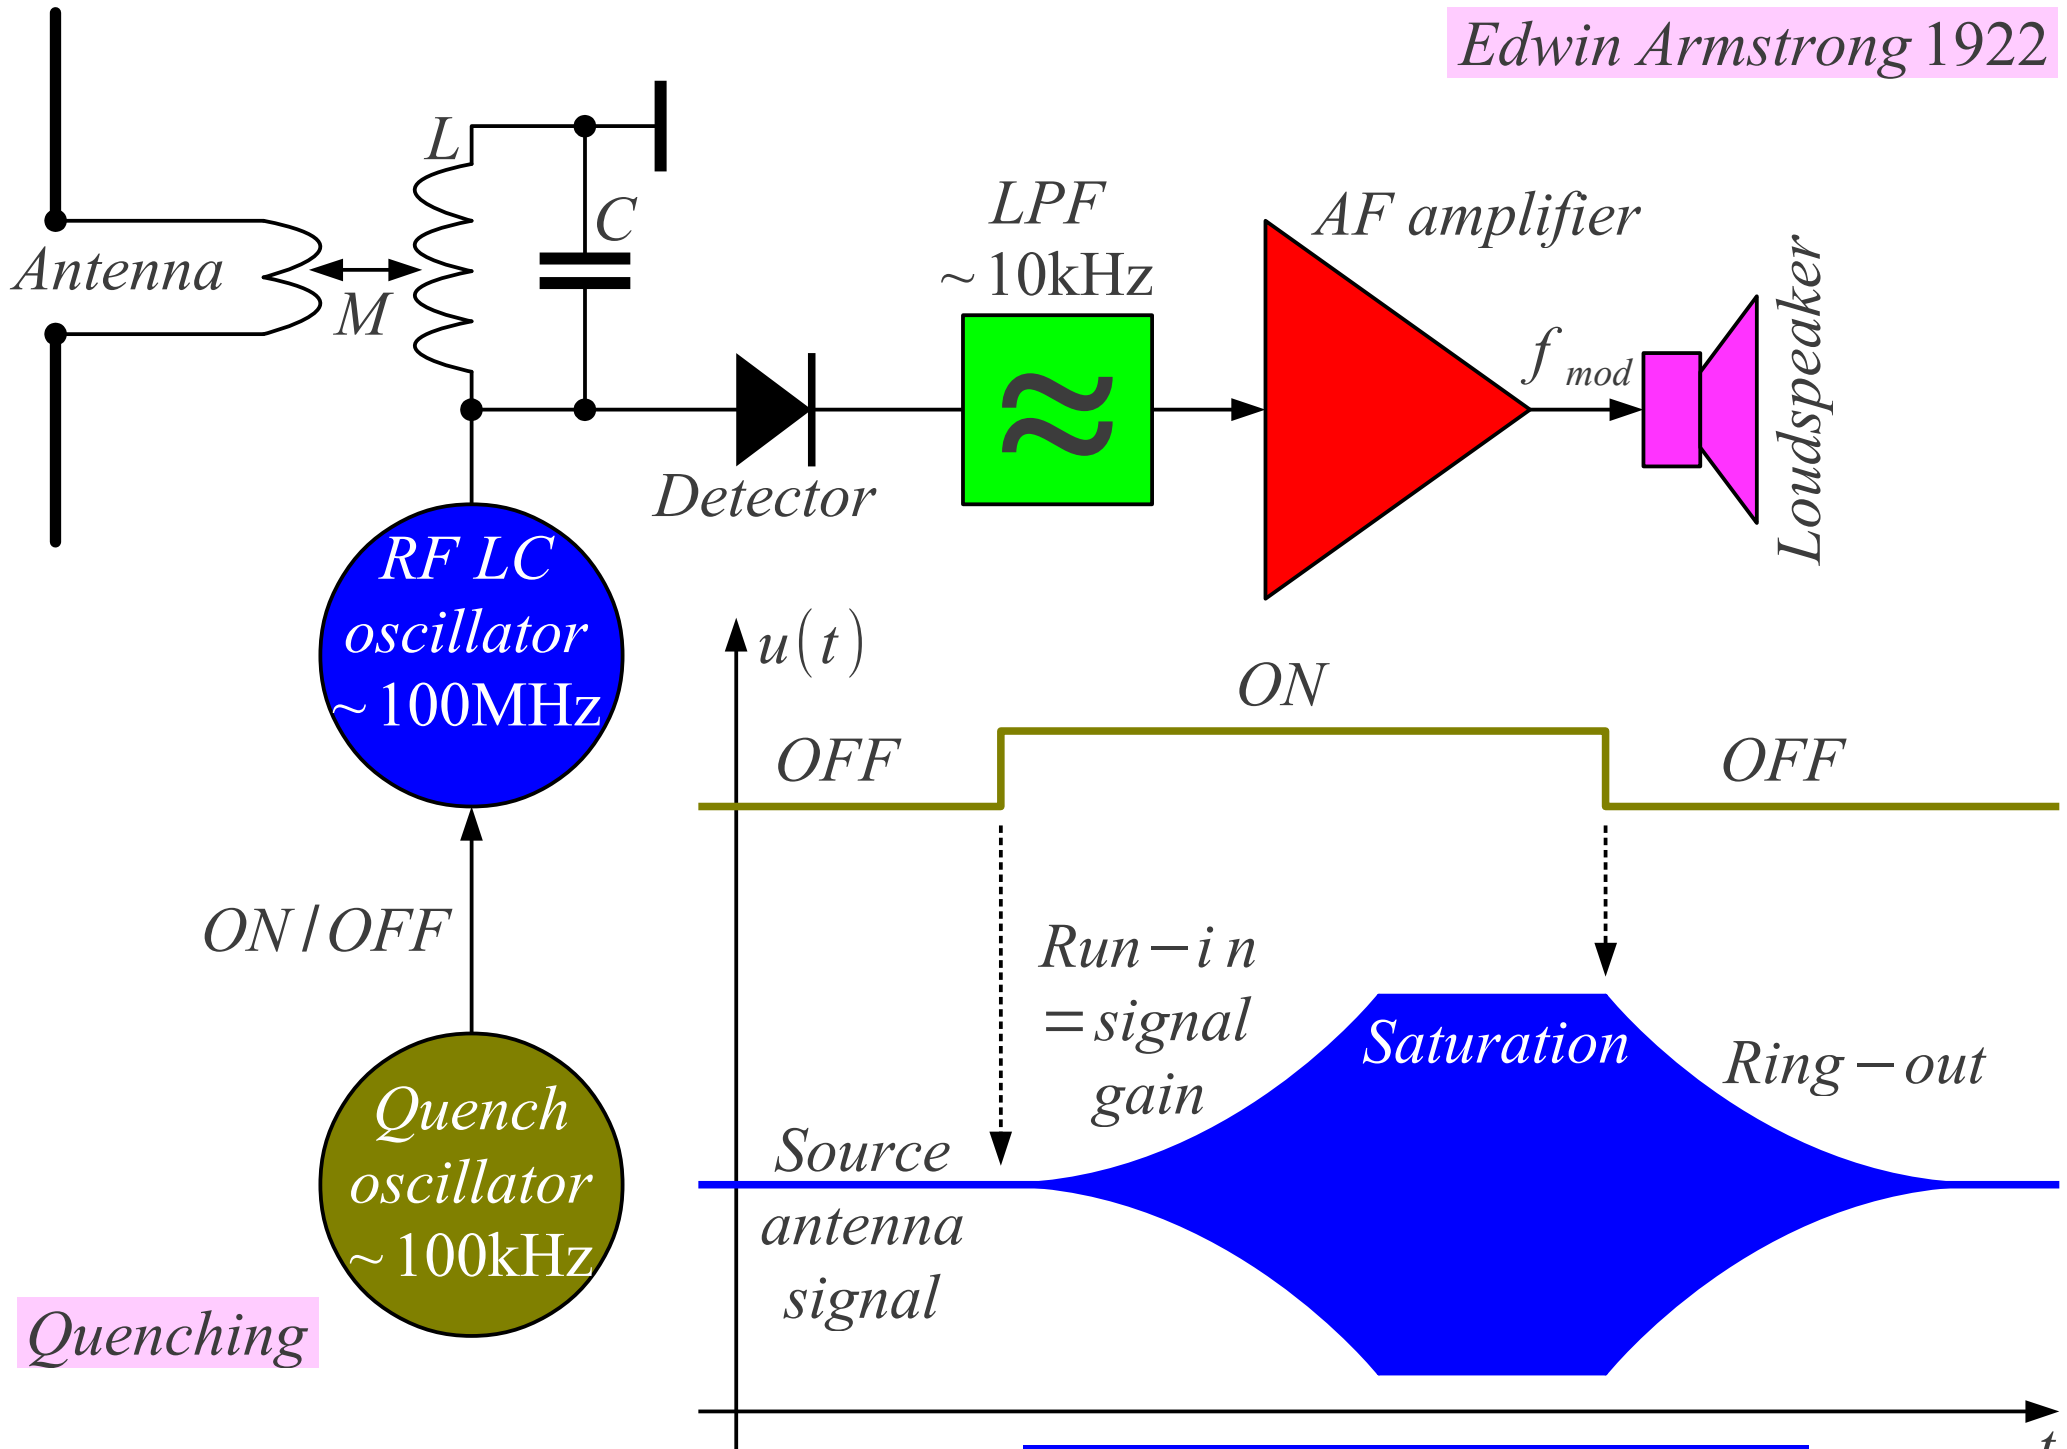 Edwin Armstrong 1922
L
C
Antenna
M
LPF
~10kHz
AF amplifier
f mod
Loudspeaker
Detector
RF LC
oscillator
~100MHz
ON/OFF
Quench
oscillator
~100kHz
Quenching
u(t)
OFF
ON
OFF
Run−i n
=signal
gain
Saturation
Ring−out
Source
antenna
signal
t